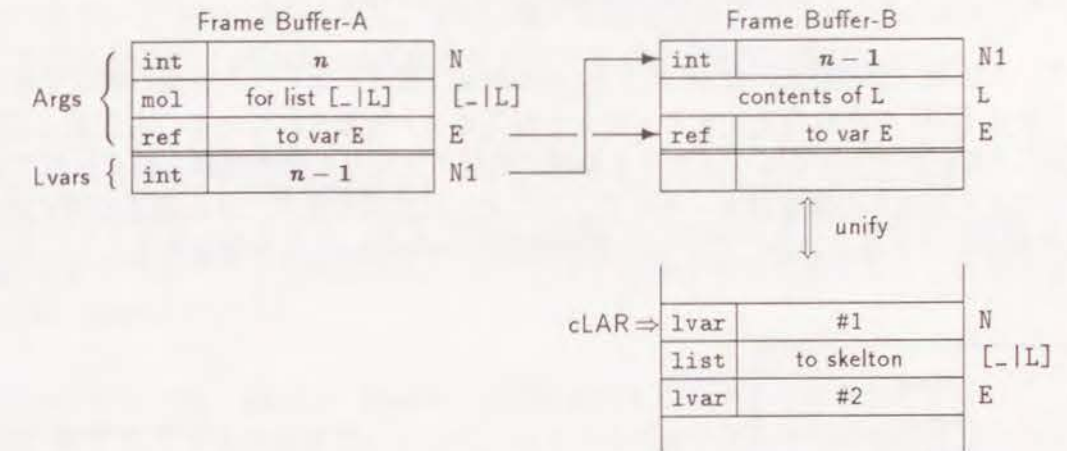 Frame Buffer-A
Frame Buffer-B
Args
int n N
mol for list [_|L] [_|L]
ref to var E E
Lvars
int n − 1 N1
int n − 1 N1
contents of L L
ref to var E E
unify
cLAR ⇒
lvar #1 N
list to skelton [_|L]
lvar #2 E